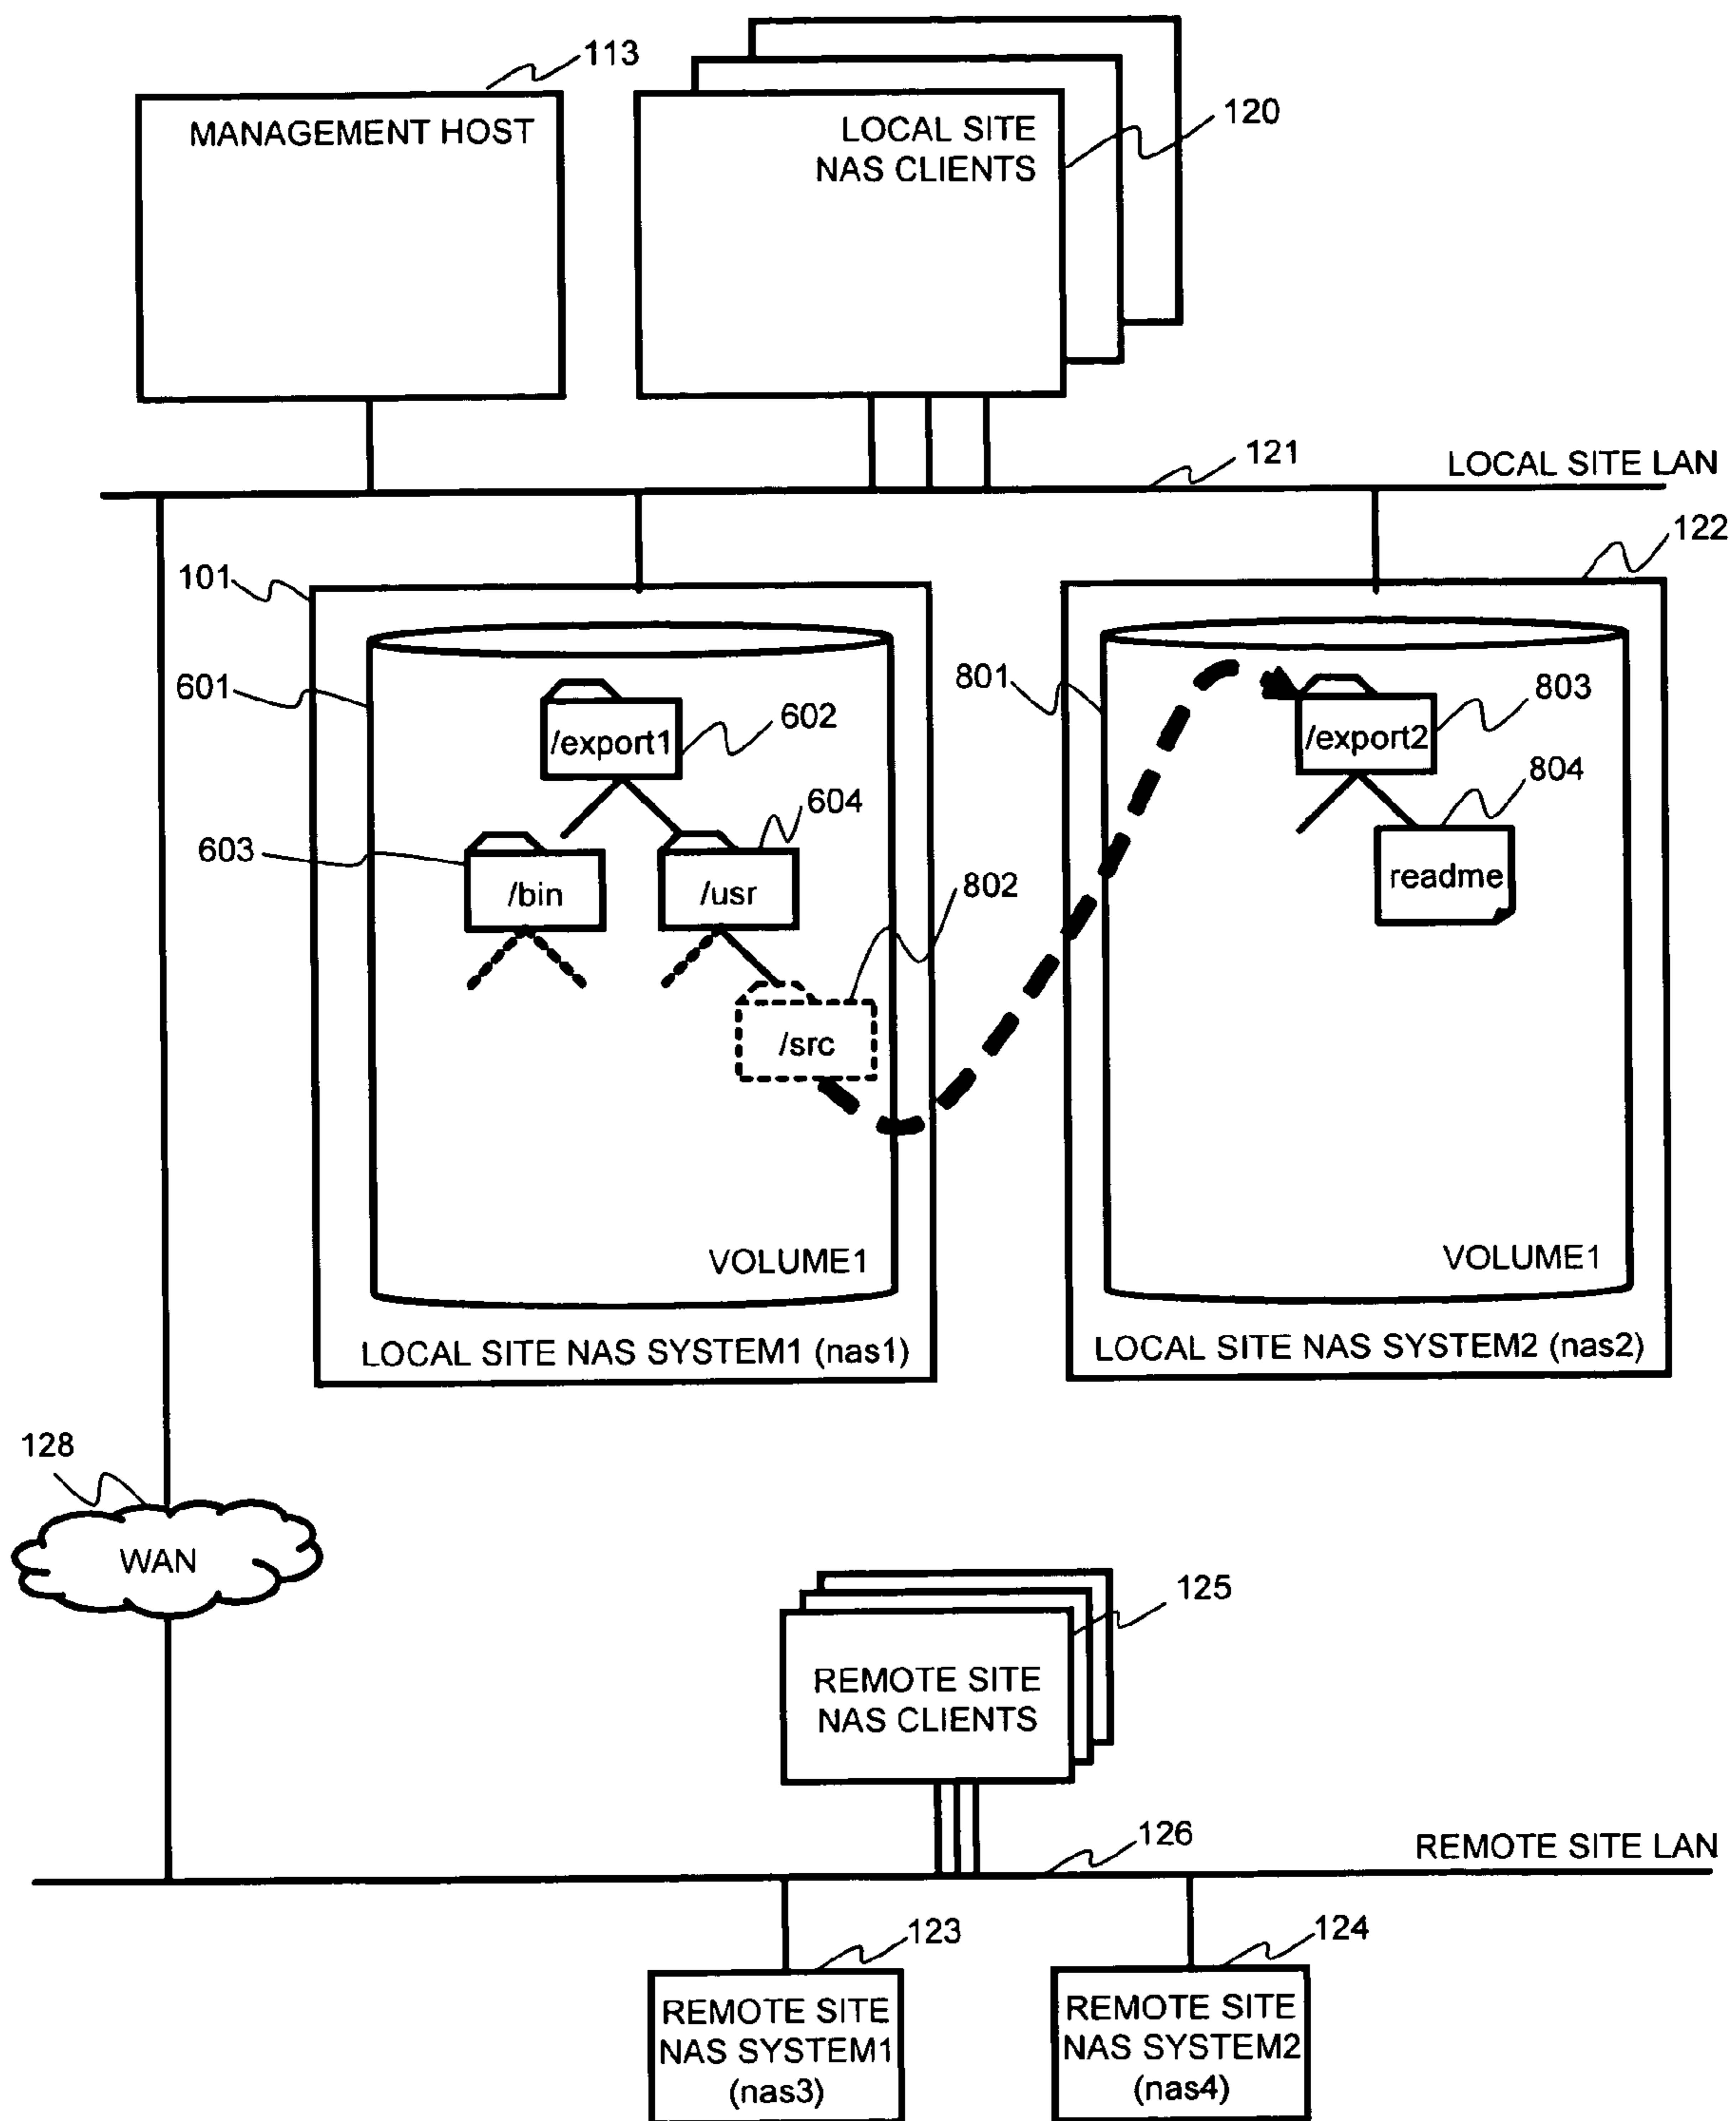 113
MANAGEMENT HOST
LOCAL SITE
NAS CLIENTS
120
121
LOCAL SITE LAN
122
101
601
/export1
602
603
/bin
604
/usr
802
/src
VOLUME1
LOCAL SITE NAS SYSTEM1 (nas1)
801
/export2
803
804
readme
VOLUME1
LOCAL SITE NAS SYSTEM2 (nas2)
128
WAN
125
REMOTE SITE
NAS CLIENTS
126
REMOTE SITE LAN
123
REMOTE SITE
NAS SYSTEM1
(nas3)
124
REMOTE SITE
NAS SYSTEM2
(nas4)